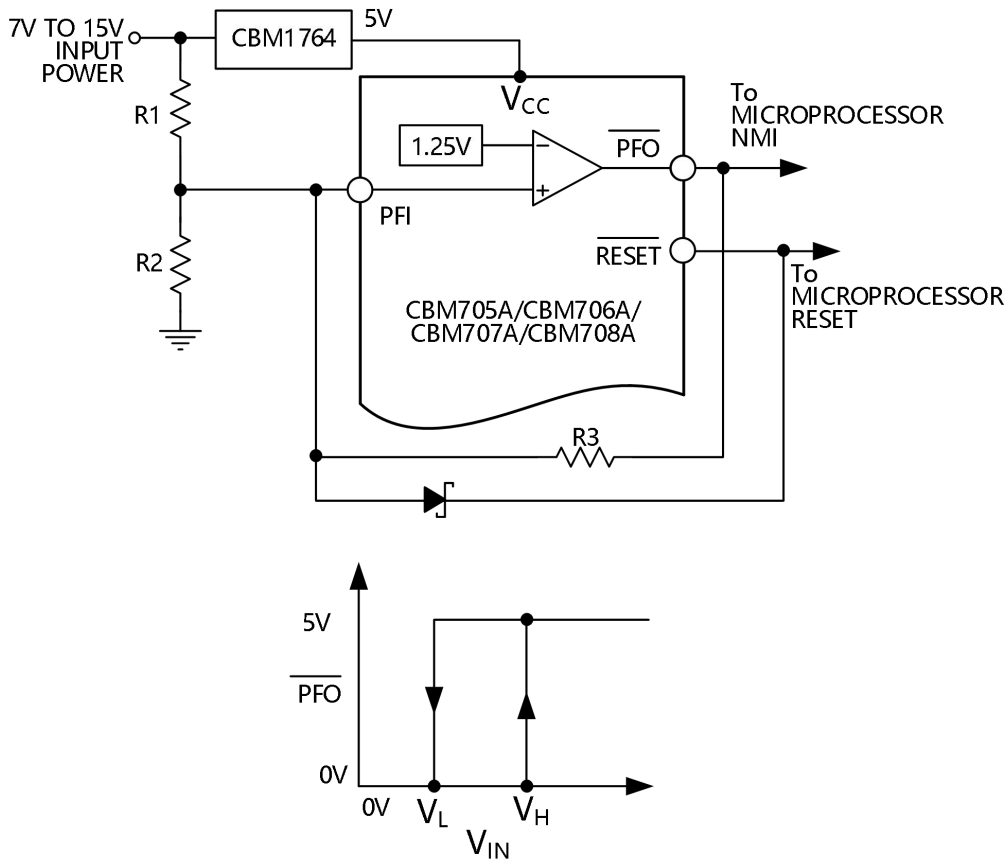 7V TO 15V
INPUT
POWER
CBM1764
5V
R1
VCC
1.25V
PFO
To
MICROPROCESSOR
NMI
PFI
R2
RESET
To
MICROPROCESSOR
RESET
CBM705A/CBM706A/
CBM707A/CBM708A
R3
5V
PFO
0V
0V
VL
VH
VIN